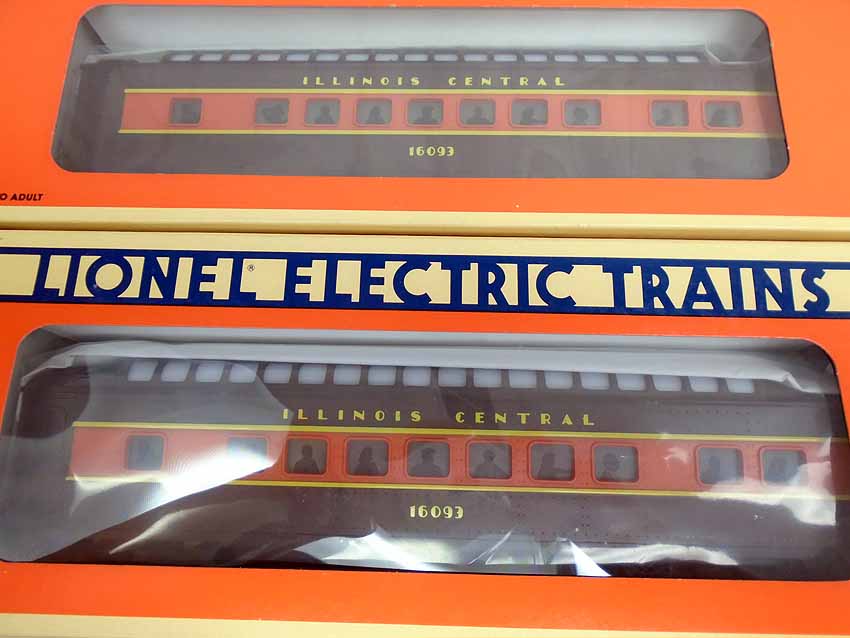 ILLINOIS CENTRAL
16093
O ADULT
LIONEL® ELECTRIC TRAINS
ILLINOIS CENTRAL
16093